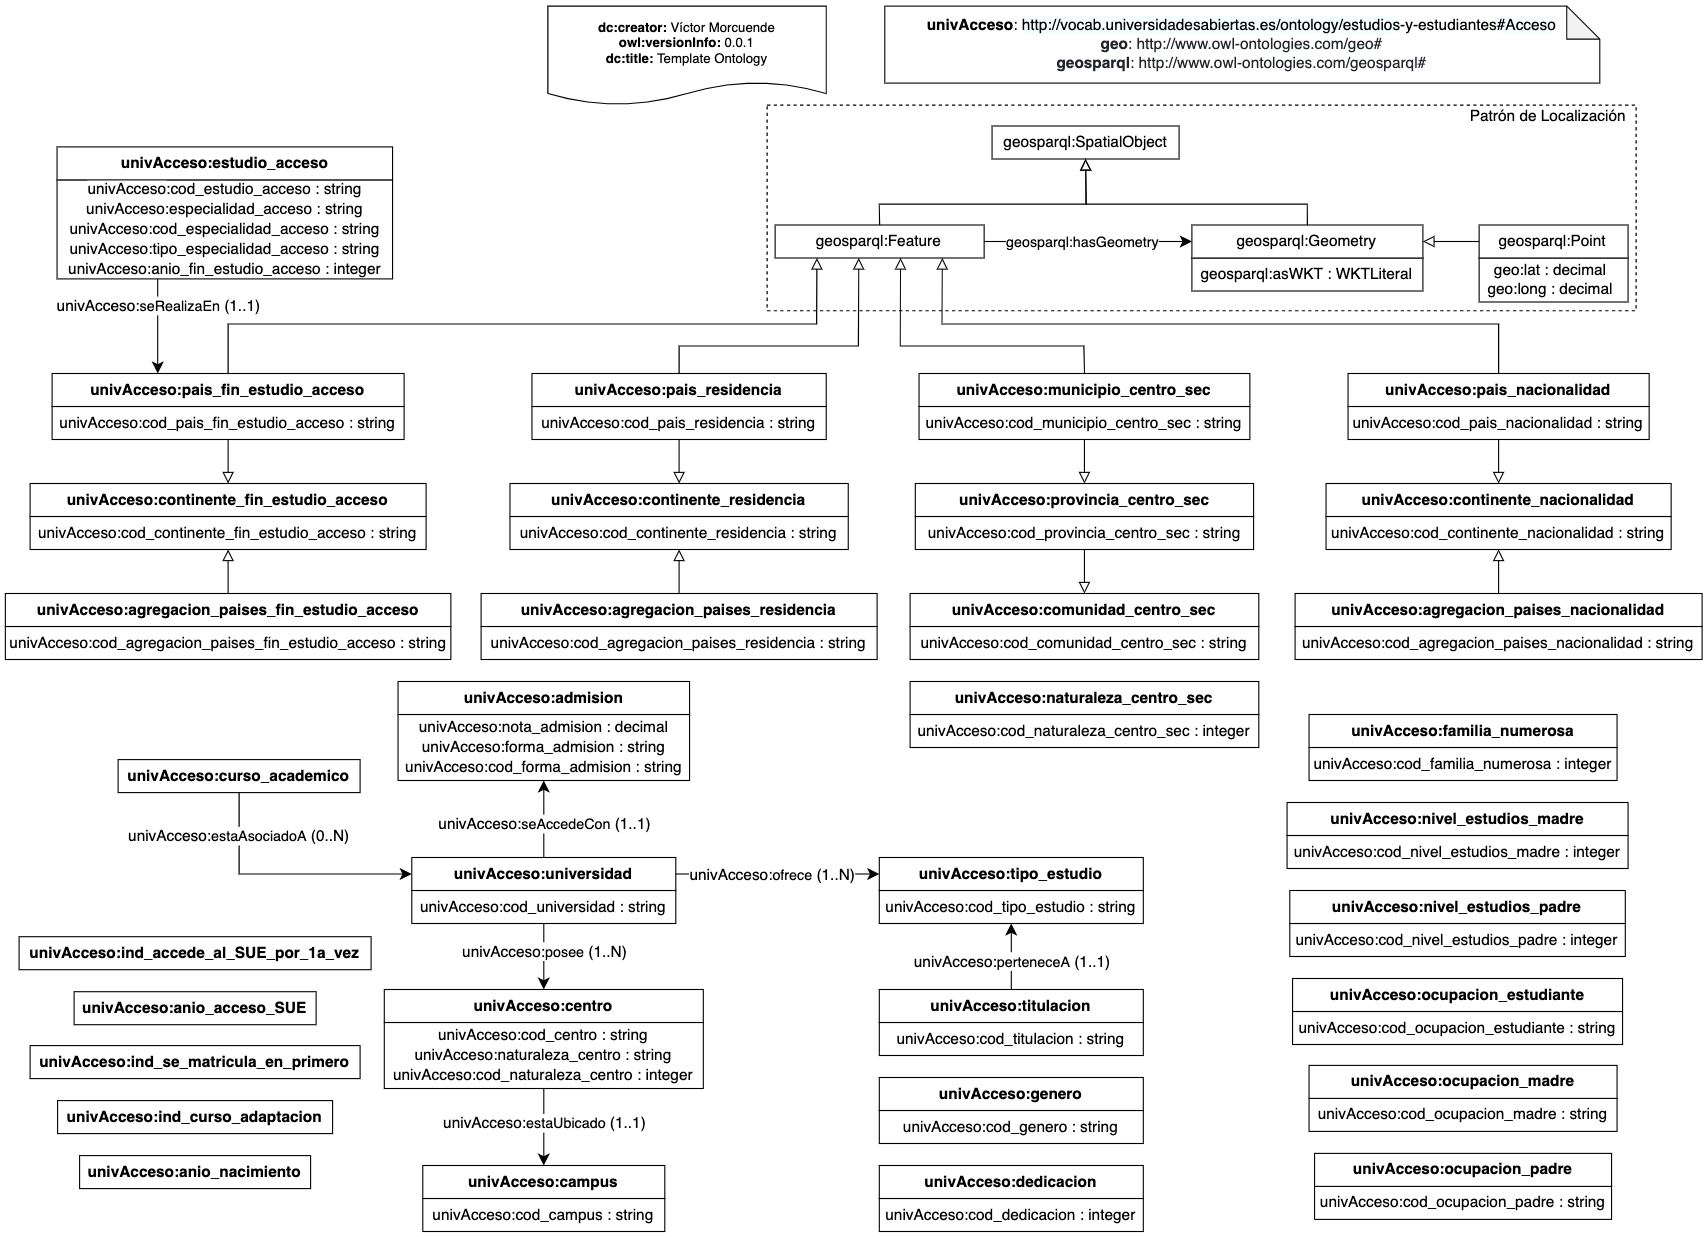 dc:creator: Víctor Morcuende
owl:versionInfo: 0.0.1
dc:title: Template Ontology
univAcceso: http://vocab.universidadesabiertas.es/ontology/estudios-y-estudiantes#Acceso
geo: http://www.owl-ontologies.com/geo#
geosparql: http://www.owl-ontologies.com/geosparql#
Patrón de Localización
geosparql:SpatialObject
geosparql:Feature
geosparql:hasGeometry
geosparql:Geometry
geosparql:asWKT : WKTLiteral
geosparql:Point
geo:lat : decimal
geo:long : decimal
univAcceso:estudio_acceso
univAcceso:cod_estudio_acceso : string
univAcceso:especialidad_acceso : string
univAcceso:cod_especialidad_acceso : string
univAcceso:tipo_especialidad_acceso : string
univAcceso:anio_fin_estudio_acceso : integer
univAcceso:seRealizaEn (1..1)
univAcceso:pais_fin_estudio_acceso
univAcceso:cod_pais_fin_estudio_acceso : string
univAcceso:pais_residencia
univAcceso:cod_pais_residencia : string
univAcceso:municipio_centro_sec
univAcceso:cod_municipio_centro_sec : string
univAcceso:pais_nacionalidad
univAcceso:cod_pais_nacionalidad : string
univAcceso:continente_fin_estudio_acceso
univAcceso:cod_continente_fin_estudio_acceso : string
univAcceso:continente_residencia
univAcceso:cod_continente_residencia : string
univAcceso:provincia_centro_sec
univAcceso:cod_provincia_centro_sec : string
univAcceso:continente_nacionalidad
univAcceso:cod_continente_nacionalidad : string
univAcceso:agregacion_paises_fin_estudio_acceso
univAcceso:cod_agregacion_paises_fin_estudio_acceso : string
univAcceso:agregacion_paises_residencia
univAcceso:cod_agregacion_paises_residencia : string
univAcceso:comunidad_centro_sec
univAcceso:cod_comunidad_centro_sec : string
univAcceso:agregacion_paises_nacionalidad
univAcceso:cod_agregacion_paises_nacionalidad : string
univAcceso:admision
univAcceso:nota_admision : decimal
univAcceso:forma_admision : string
univAcceso:cod_forma_admision : string
univAcceso:naturaleza_centro_sec
univAcceso:cod_naturaleza_centro_sec : integer
univAcceso:familia_numerosa
univAcceso:cod_familia_numerosa : integer
univAcceso:curso_academico
univAcceso:estaAsociadoA (0..N)
univAcceso:seAccedeCon (1..1)
univAcceso:nivel_estudios_madre
univAcceso:cod_nivel_estudios_madre : integer
univAcceso:universidad
univAcceso:cod_universidad : string
univAcceso:ofrece (1..N)
univAcceso:tipo_estudio
univAcceso:cod_tipo_estudio : string
univAcceso:nivel_estudios_padre
univAcceso:cod_nivel_estudios_padre : integer
univAcceso:ind_accede_al_SUE_por_1a_vez
univAcceso:posee (1..N)
univAcceso:perteneceA (1..1)
univAcceso:anio_acceso_SUE
univAcceso:centro
univAcceso:cod_centro : string
univAcceso:naturaleza_centro : string
univAcceso:cod_naturaleza_centro : integer
univAcceso:titulacion
univAcceso:cod_titulacion : string
univAcceso:ocupacion_estudiante
univAcceso:cod_ocupacion_estudiante : string
univAcceso:ind_se_matricula_en_primero
univAcceso:genero
univAcceso:cod_genero : string
univAcceso:ocupacion_madre
univAcceso:cod_ocupacion_madre : string
univAcceso:ind_curso_adaptacion
univAcceso:estaUbicado (1..1)
univAcceso:anio_nacimiento
univAcceso:campus
univAcceso:cod_campus : string
univAcceso:dedicacion
univAcceso:cod_dedicacion : integer
univAcceso:ocupacion_padre
univAcceso:cod_ocupacion_padre : string